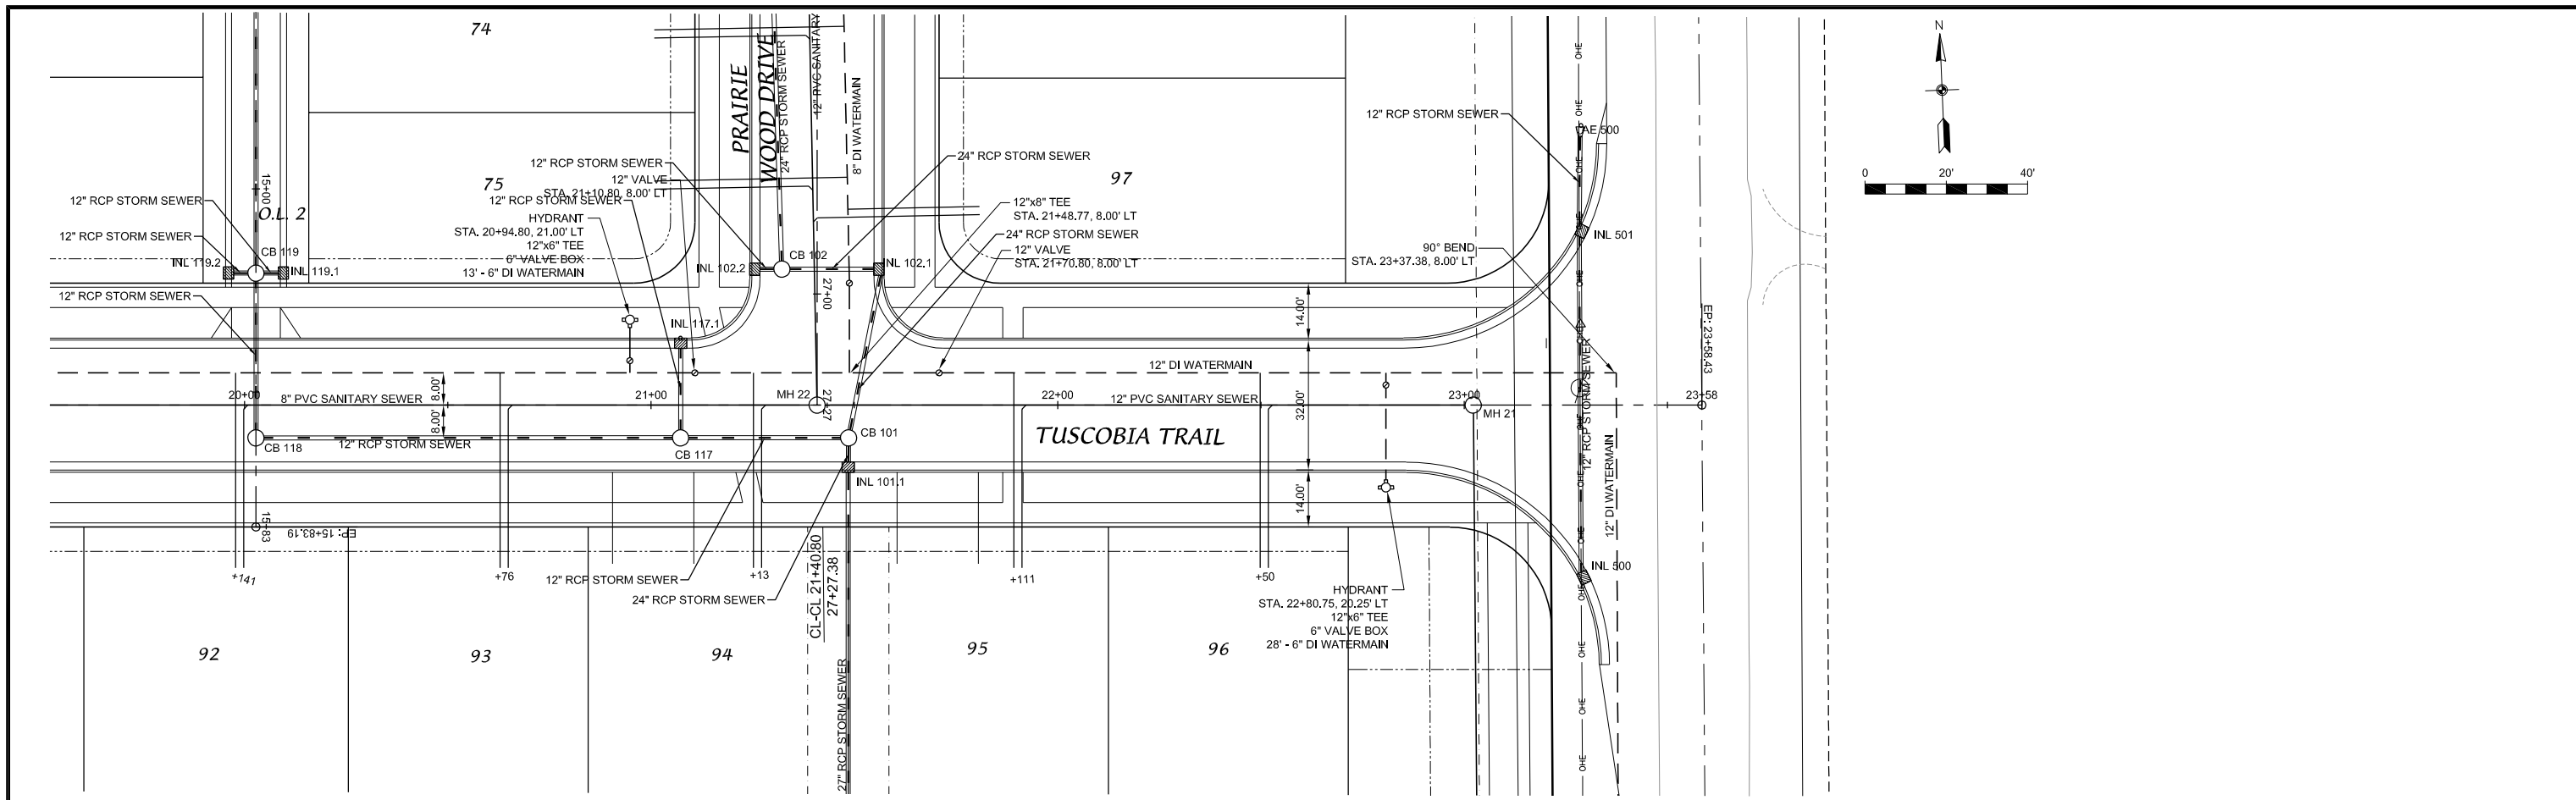 74
PRAIRIE
WOOD DRIVE
24" RCP STORM SEWER
12" PVC SANITARY
8" DI WATERMAIN
N
0 20' 40'
12" RCP STORM SEWER
OHE
AE 500
24" RCP STORM SEWER
97
12" RCP STORM SEWER
12" VALVE
STA. 21+10.80, 8.00' LT
75
12" RCP STORM SEWER
12" RCP STORM SEWER
15+00
O.L. 2
HYDRANT
STA. 20+94.80, 21.00' LT
12"x6" TEE
6" VALVE BOX
13' - 6" DI WATERMAIN
12"x8" TEE
STA. 21+48.77, 8.00' LT
24" RCP STORM SEWER
12" VALVE
STA. 21+70.80, 8.00' LT
90° BEND
STA. 23+37.38, 8.00' LT
INL 501
12" RCP STORM SEWER
CB 119
INL 119.2
INL 119.1
INL 102.2
CB 102
INL 102.1
12" RCP STORM SEWER
27+00
14.00'
INL 117.1
EP: 23+58.43
12" DI WATERMAIN
12" RCP STORM SEWER
20+00
8" PVC SANITARY SEWER
8.00'
8.00'
21+00
MH 22
27+27
22+00
12" PVC SANITARY SEWER
32.00'
23+00
MH 21
23+58
CB 118
12" RCP STORM SEWER
CB 117
CB 101
TUSCOBIA TRAIL
12" DI WATERMAIN
INL 101.1
14.00'
15+83
EP: 15+83.19
INL 500
+141
+76
12" RCP STORM SEWER
+13
+111
+50
24" RCP STORM SEWER
CL-CL 21+40.80
27+27.38
HYDRANT
STA. 22+80.75, 20.25' LT
12"x6" TEE
6" VALVE BOX
28' - 6" DI WATERMAIN
92
93
94
95
96
27" RCP STORM SEWER
OHE
OHE
OHE